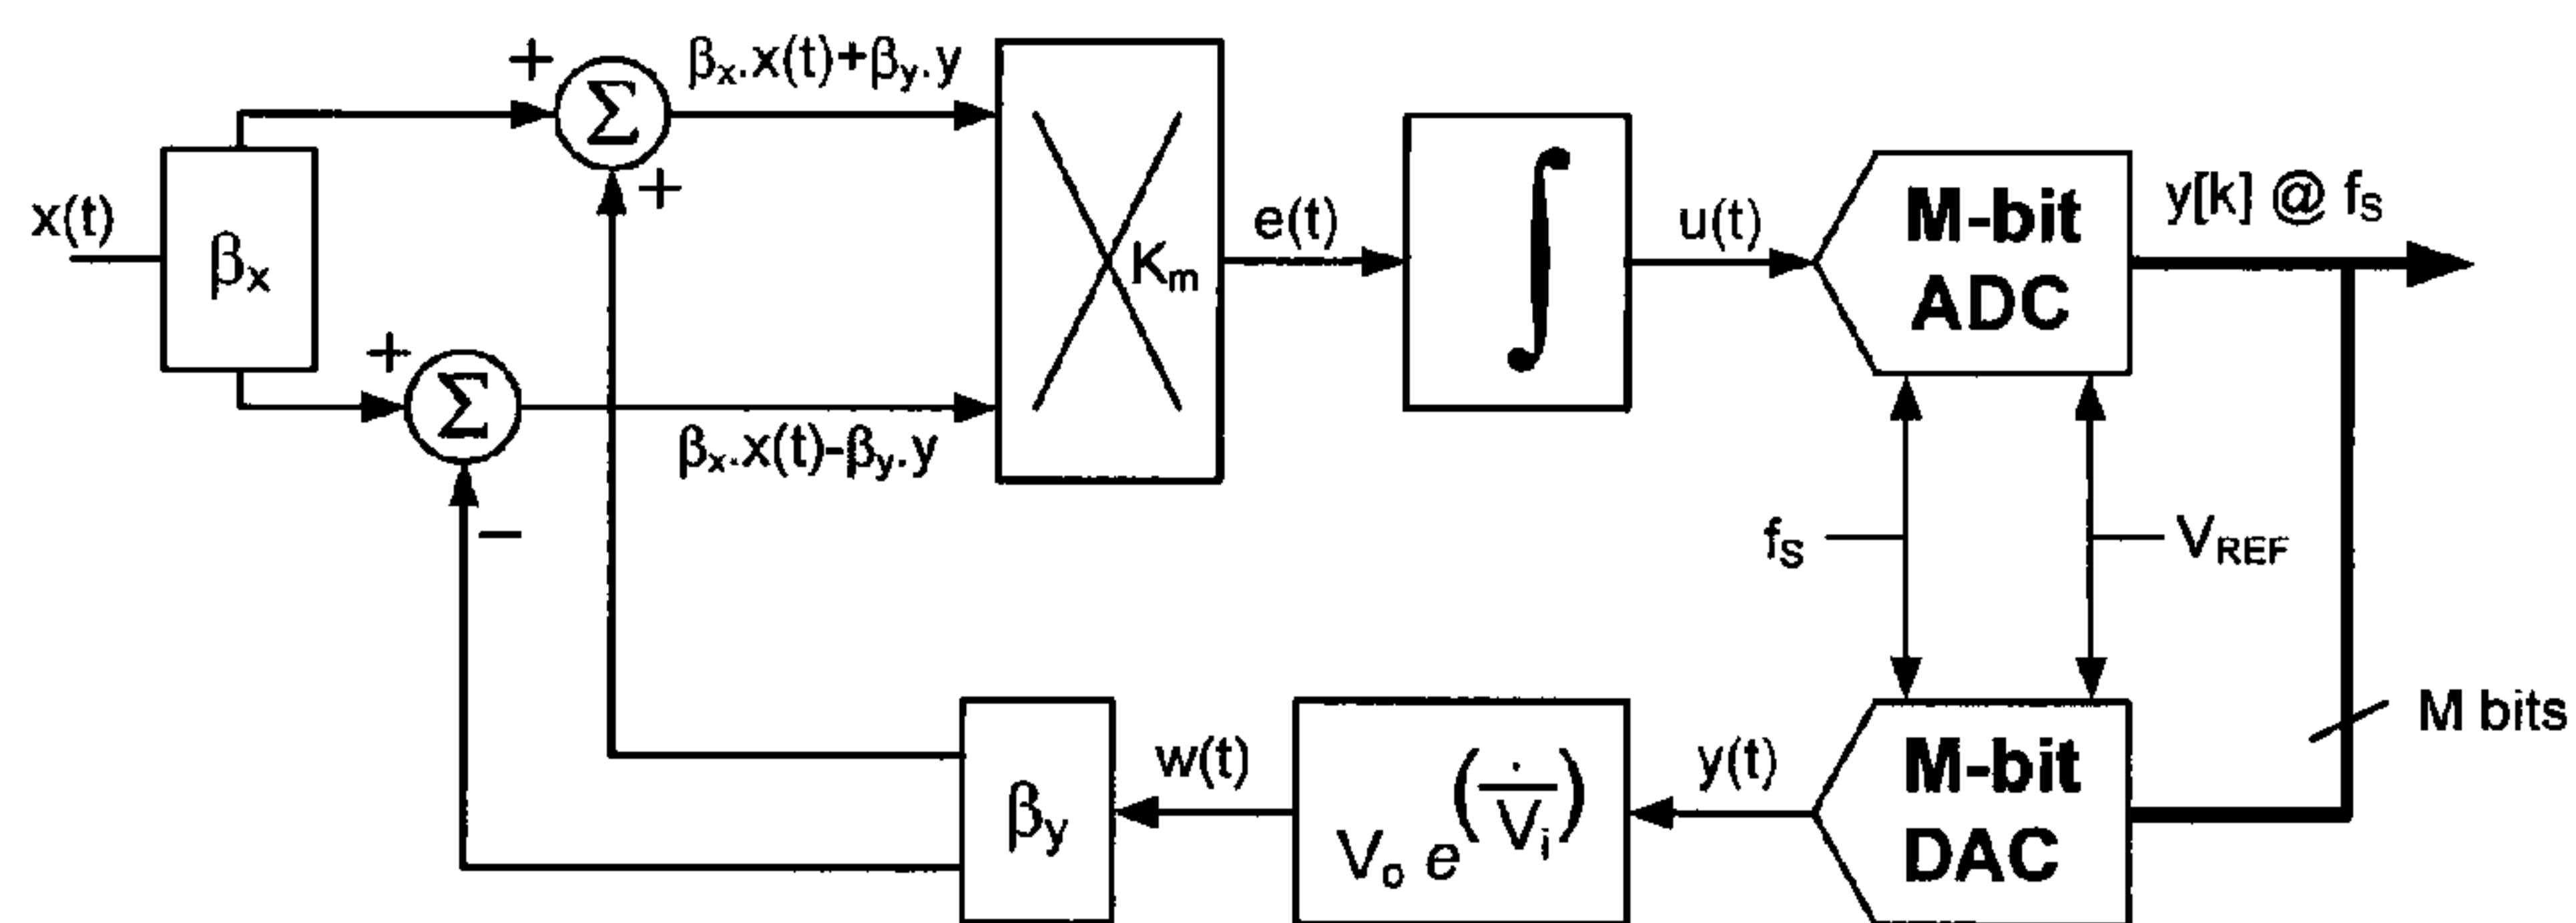 x(t)
βx
+
Σ
+
βx.x(t)+βy.y
+
Σ
−
βx.x(t)-βy.y
Km
e(t)
∫
u(t)
M-bit
ADC
y[k] @ fS
fS
VREF
M bits
M-bit
DAC
y(t)
Vo e(·/Vi)
w(t)
βy